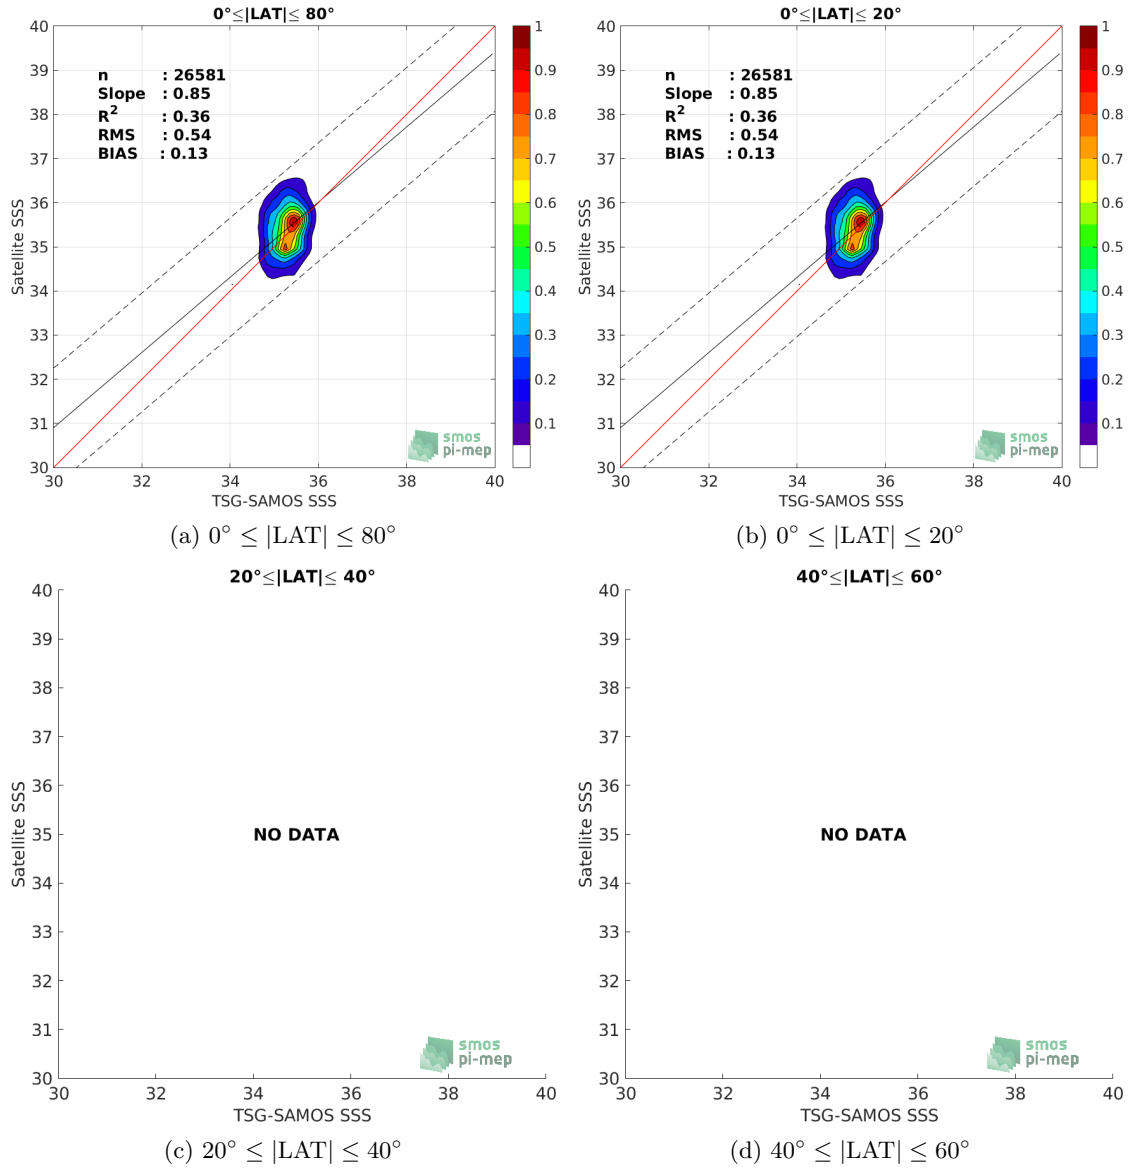 0°≤|LAT|≤ 80°
40
39
38
37
36
35
34
33
32
31
30
n : 26581
Slope : 0.85
R² : 0.36
RMS : 0.54
BIAS : 0.13
Satellite SSS
30 32 34 36 38 40
TSG-SAMOS SSS
1
0.9
0.8
0.7
0.6
0.5
0.4
0.3
0.2
0.1
smos
pi-mep
(a) 0° ≤ |LAT| ≤ 80°
0°≤|LAT|≤ 20°
40
39
38
37
36
35
34
33
32
31
30
n : 26581
Slope : 0.85
R² : 0.36
RMS : 0.54
BIAS : 0.13
Satellite SSS
30 32 34 36 38 40
TSG-SAMOS SSS
1
0.9
0.8
0.7
0.6
0.5
0.4
0.3
0.2
0.1
smos
pi-mep
(b) 0° ≤ |LAT| ≤ 20°
20°≤|LAT|≤ 40°
40
39
38
37
36
35
34
33
32
31
30
Satellite SSS
NO DATA
smos
pi-mep
30 32 34 36 38 40
TSG-SAMOS SSS
(c) 20° ≤ |LAT| ≤ 40°
40°≤|LAT|≤ 60°
40
39
38
37
36
35
34
33
32
31
30
Satellite SSS
NO DATA
smos
pi-mep
30 32 34 36 38 40
TSG-SAMOS SSS
(d) 40° ≤ |LAT| ≤ 60°